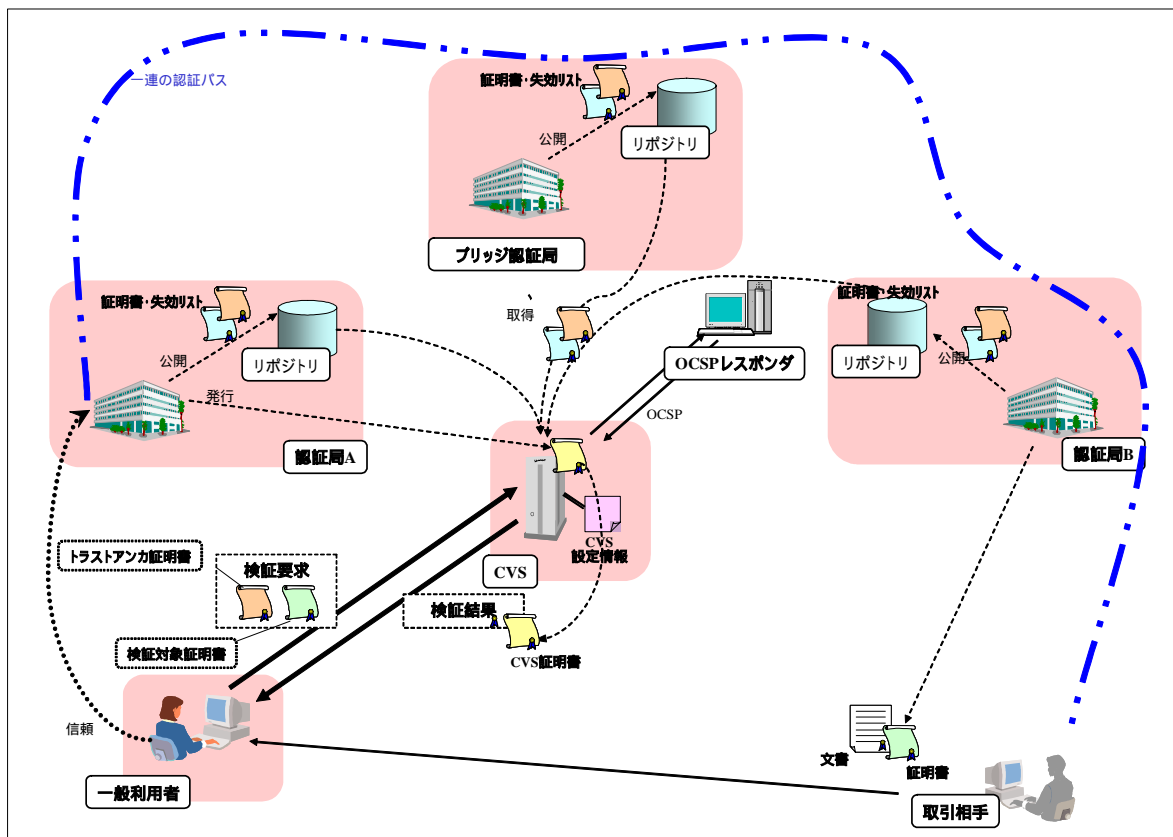 一連の認証パス
証明書・失効リスト
公開
リポジトリ
ブリッジ認証局
証明書・失効リスト
公開
リポジトリ
発行
認証局A
、
取得
OCSPレスポンダ
OCSP
証明書・失効リスト
リポジトリ
公開
認証局B
CVS
設定情報
CVS
トラストアンカ証明書
検証要求
検証対象証明書
検証結果
CVS証明書
信頼
一般利用者
文書
証明書
取引相手